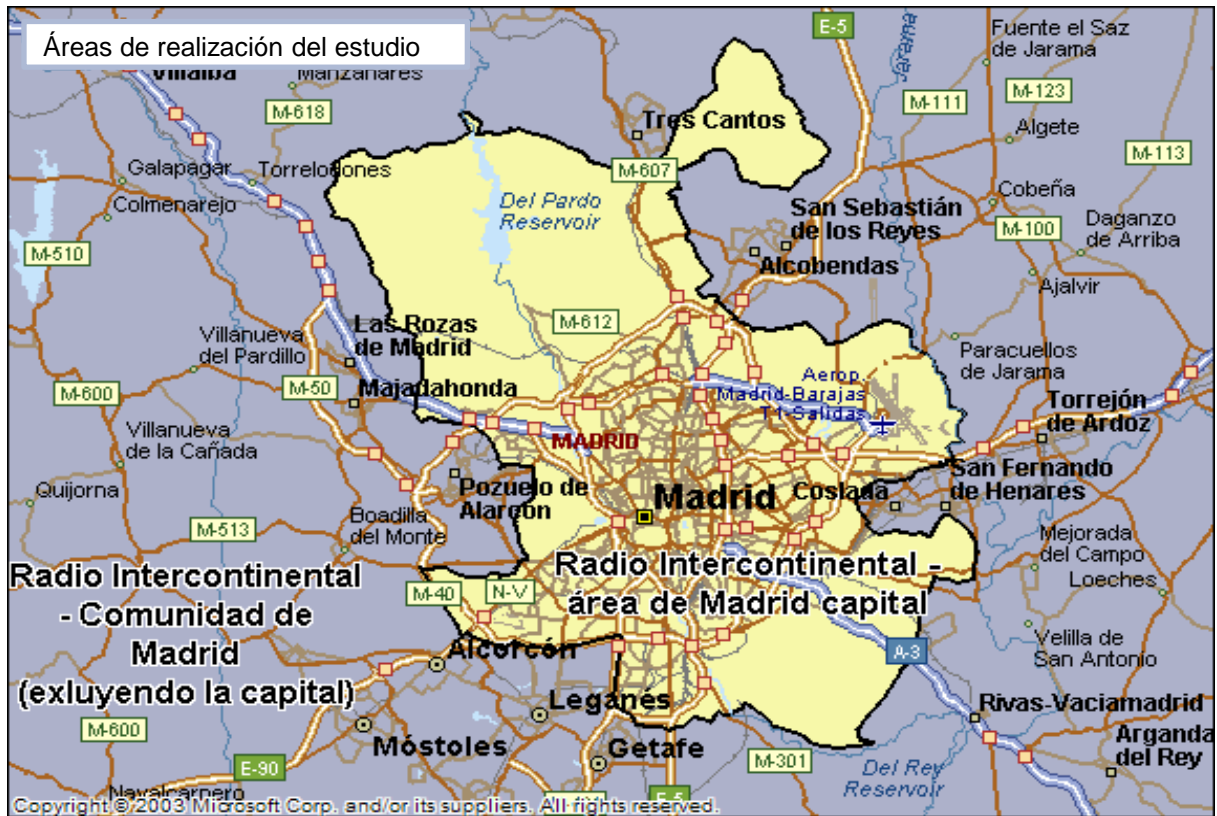 Áreas de realización del estudio
E-5
Fuente el Saz
de Jarama
Jarama
Villalba
Manzanares
M-618
M-111
M-123
Tres Cantos
Algete
M-113
Galapagar
Torrelodones
M-607
Colmenarejo
Del Pardo
Reservoir
San Sebastián
de los Reyes
Cobeña
M-100
Daganzo
de Arriba
M-510
Alcobendas
Ajalvir
Villanueva
del Pardillo
Las Rozas
de Madrid
M-612
Paracuellos
de Jarama
M-600
M-50
Majadahonda
Aerop.
Madrid-Barajas
T1-Salidas
Torrejón
de Ardoz
Villanueva
de la Cañada
MADRID
San Fernando
de Henares
Quijorna
Pozuelo de
Alarcón
Madrid
Coslada
M-513
Boadilla
del Monte
Mejorada
del Campo
Loeches
Radio Intercontinental
- Comunidad de
Madrid
(exluyendo la capital)
Radio Intercontinental -
área de Madrid capital
M-40
N-V
Velilla de
San Antonio
Alcorcón
A-3
Leganés
Rivas-Vaciamadrid
M-600
Móstoles
Getafe
M-301
Arganda
del Rey
E-90
Del Rey
Reservoir
Navalcarnero
E-5
Copyright © 2003 Microsoft Corp. and/or its suppliers. All rights reserved.